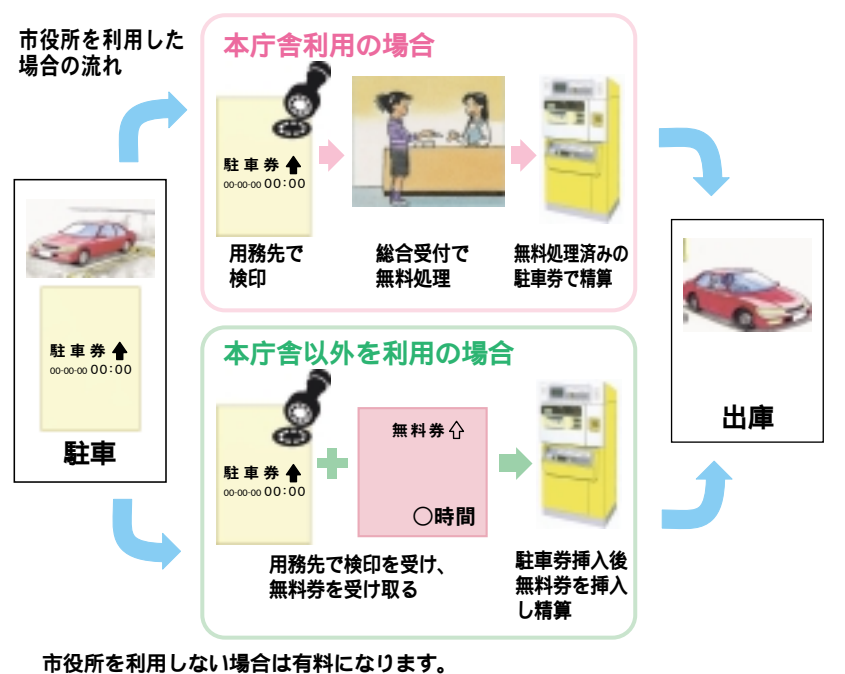 市役所を利用した
場合の流れ
駐車券
00-00-00 00:00
駐車
本庁舎利用の場合
駐車券
00-00-00 00:00
用務先で
検印
総合受付で
無料処理
無料処理済みの
駐車券で精算
本庁舎以外を利用の場合
駐車券
00-00-00 00:00
無料券
○時間
用務先で検印を受け、
無料券を受け取る
駐車券挿入後
無料券を挿入
し精算
出庫
市役所を利用しない場合は有料になります。